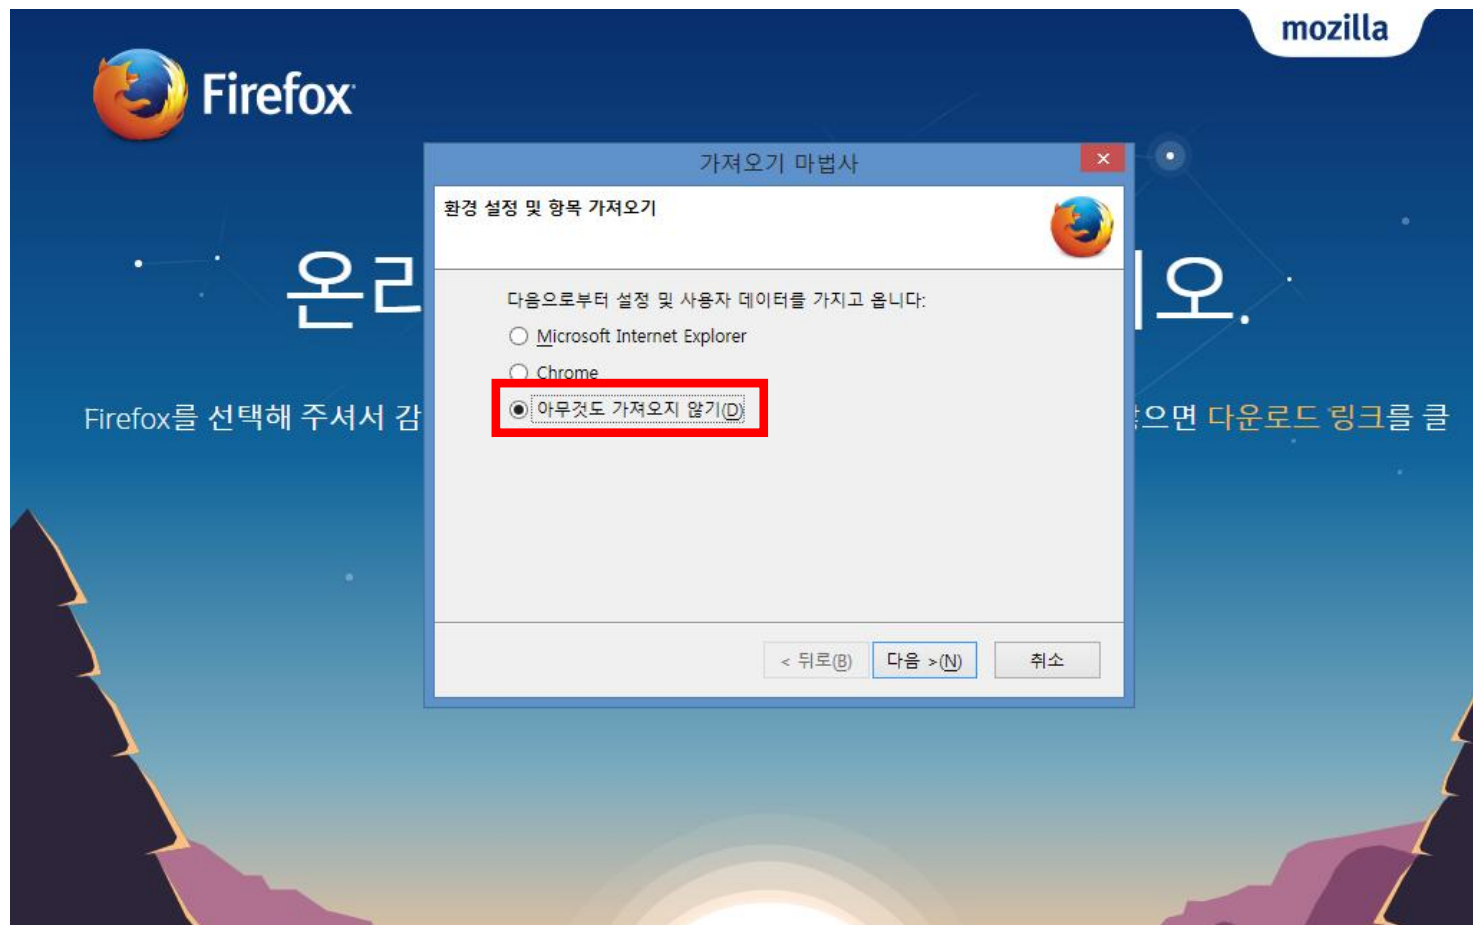 mozilla
Firefox
가져오기 마법사
환경 설정 및 항목 가져오기
온
오.
다음으로부터 설정 및 사용자 데이터를 가지고 옵니다:
Microsoft Internet Explorer
Chrome
아무것도 가져오지 않기(D)
Firefox를 선택해 주셔서 감
으면 다운로드 링크를 클
< 뒤로(B) 다음 >(N) 취소